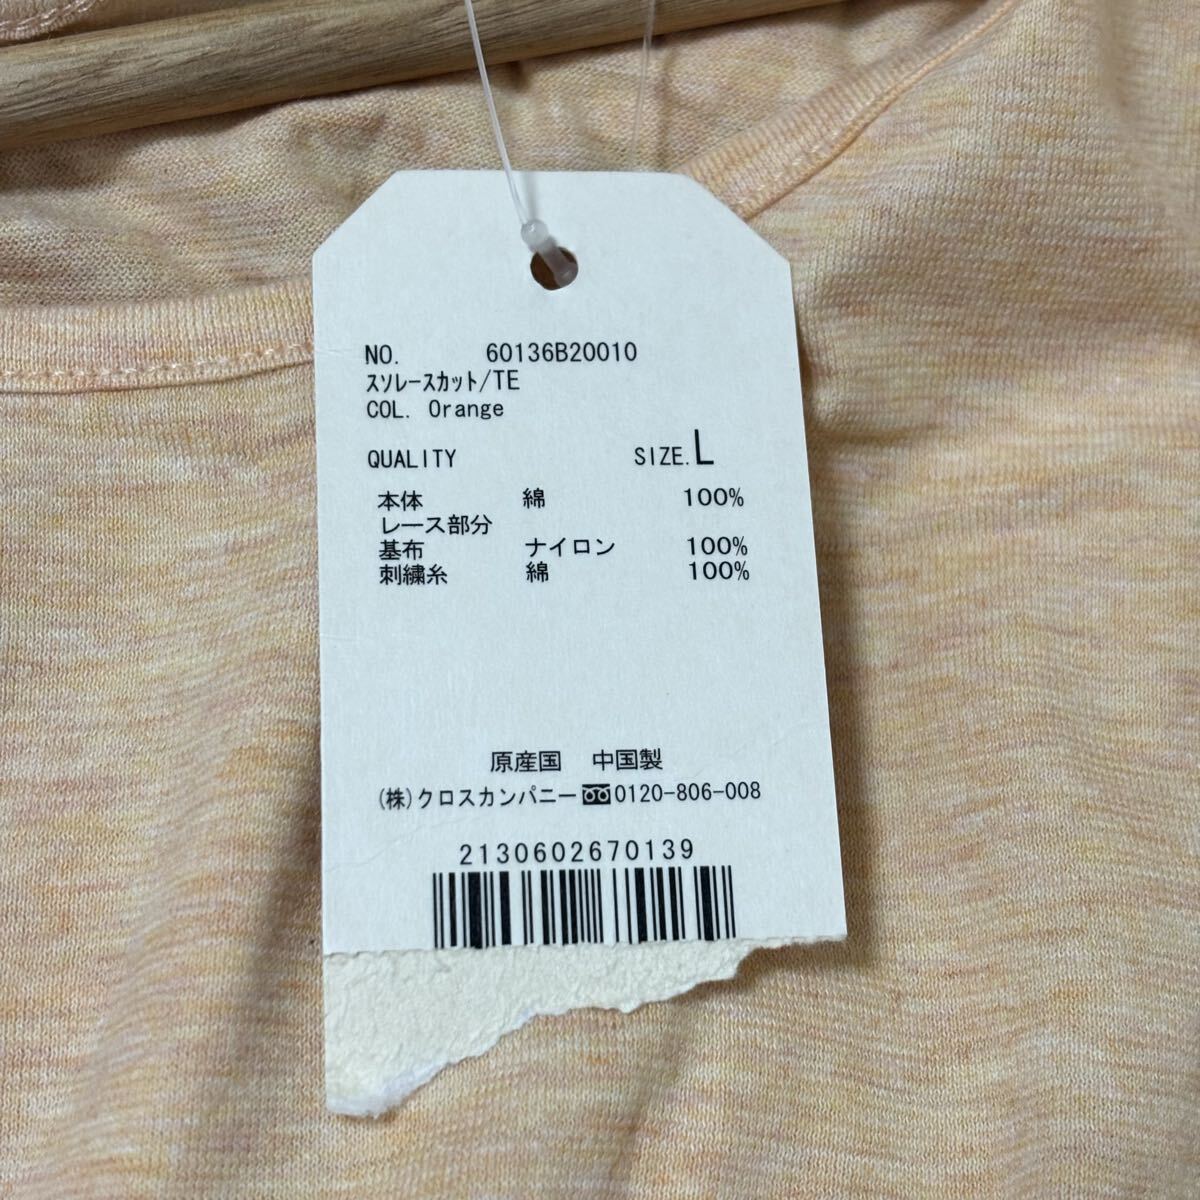 NO. 60136B20010
ｽｿﾚｰｽｶｯﾄ/TE
COL. Orange
QUALITY SIZE. L
本体 綿 100%
レース部分
基布 ナイロン 100%
刺繍糸 綿 100%
原産国 中国製
(株)クロスカンパニー 0120-806-008
2130602670139